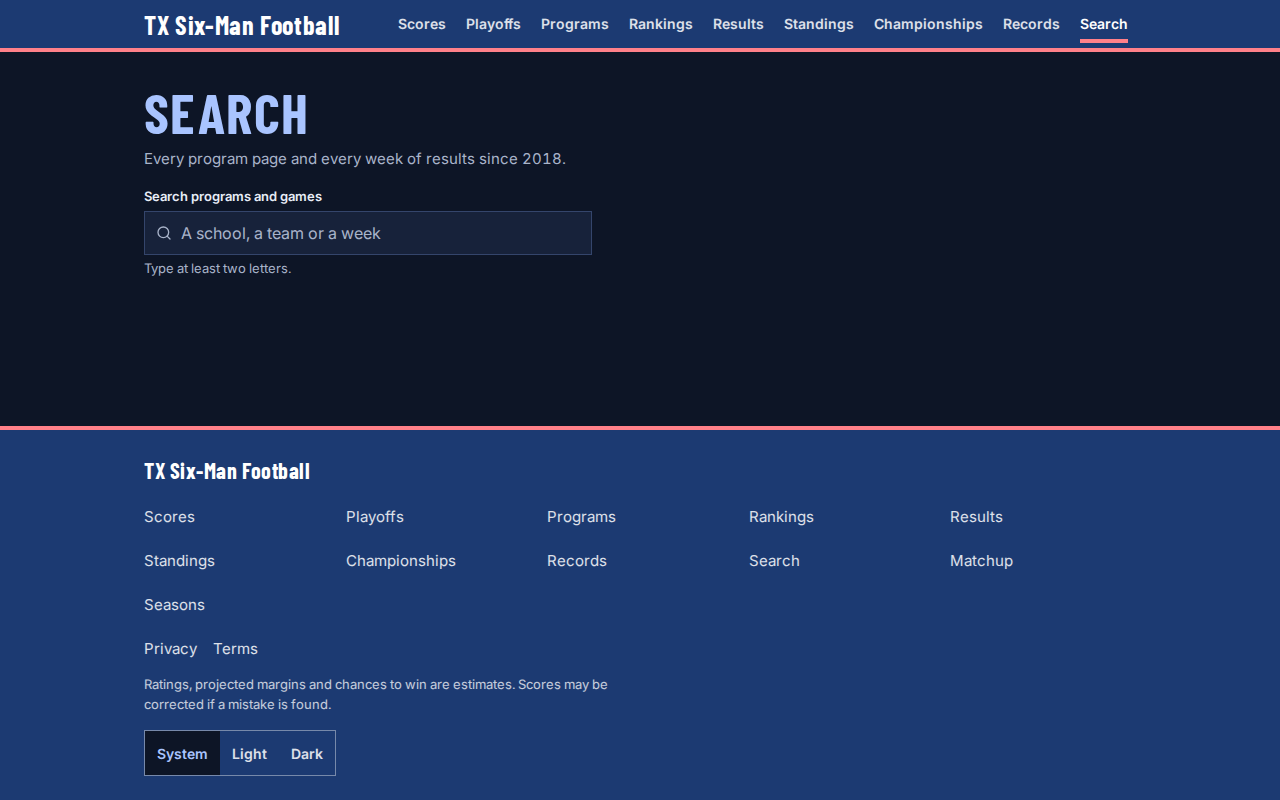 TX Six-Man Football
Scores Playoffs Programs Rankings Results Standings Championships Records Search
SEARCH
Every program page and every week of results since 2018.
Search programs and games
A school, a team or a week
Type at least two letters.
TX Six-Man Football
Scores Playoffs Programs Rankings Results
Standings Championships Records Search Matchup
Seasons
Privacy Terms
Ratings, projected margins and chances to win are estimates. Scores may be
corrected if a mistake is found.
System Light Dark